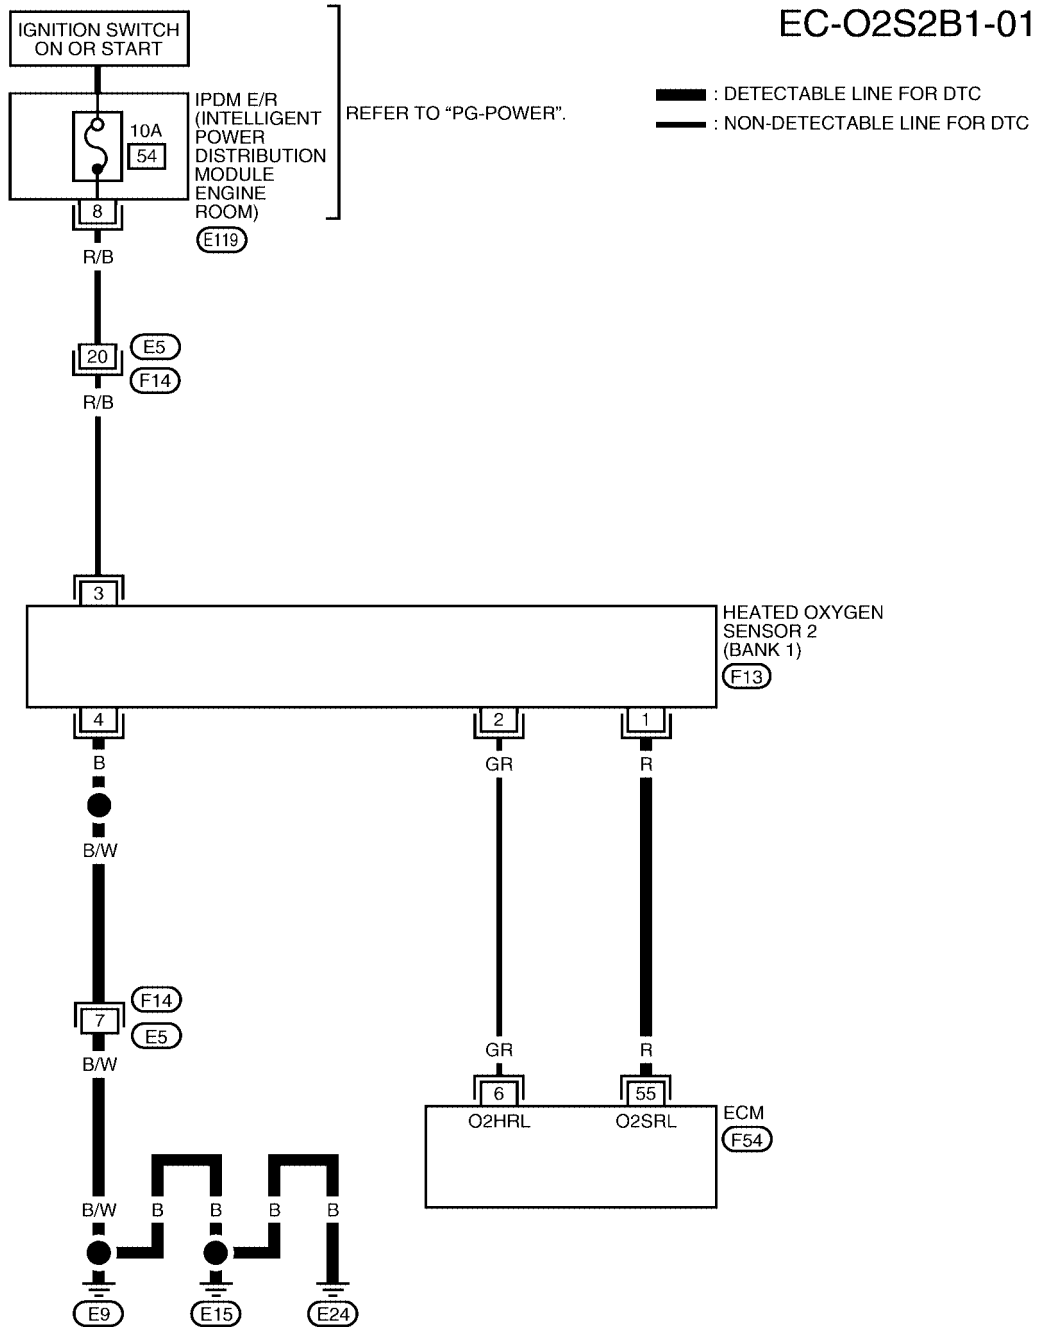 EC-O2S2B1-01
IGNITION SWITCH
ON OR START
IPDM E/R
(INTELLIGENT
POWER
DISTRIBUTION
MODULE
ENGINE
ROOM)
E119
10A
54
8
REFER TO “PG-POWER”.
: DETECTABLE LINE FOR DTC
: NON-DETECTABLE LINE FOR DTC
R/B
20
E5
F14
R/B
3
HEATED OXYGEN
SENSOR 2
(BANK 1)
F13
4
2
1
B
GR
R
B/W
7
F14
E5
B/W
GR
R
6
55
O2HRL
O2SRL
ECM
F54
B/W
B
B
B
B
E9
E15
E24